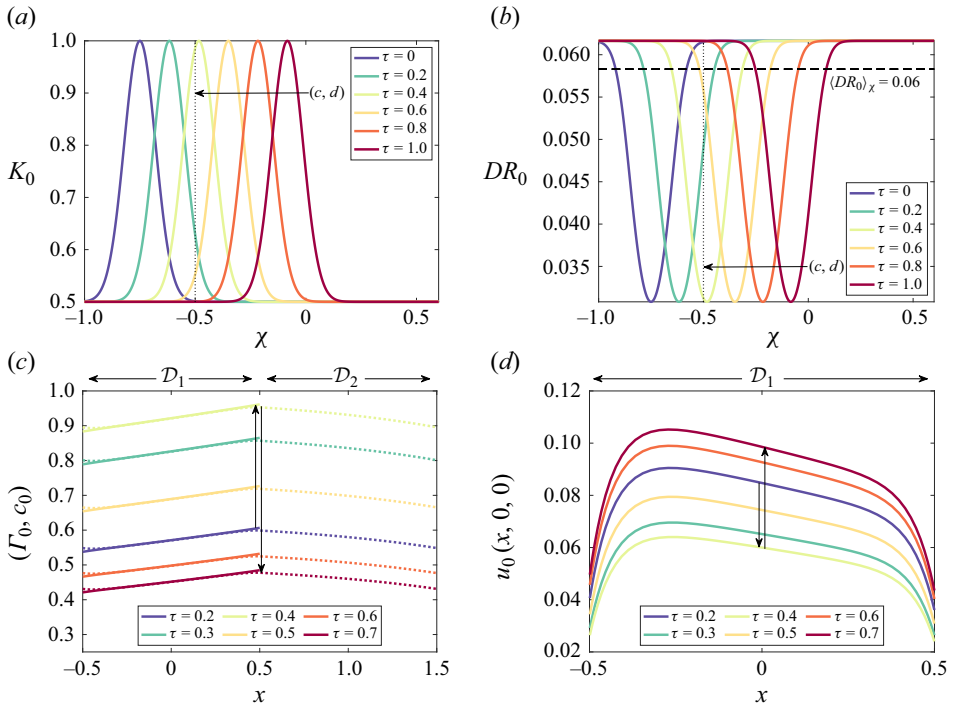 (a)
1.0
0.9
0.8
0.7
0.6
0.5
K₀
τ = 0
τ = 0.2
τ = 0.4
τ = 0.6
τ = 0.8
τ = 1.0
(c, d)
−1.0
−0.5
0
0.5
χ
(b)
0.060
0.055
0.050
0.045
0.040
0.035
DR₀
⟨DR₀⟩χ = 0.06
τ = 0
τ = 0.2
τ = 0.4
τ = 0.6
τ = 0.8
τ = 1.0
(c, d)
−1.0
−0.5
0
0.5
χ
(c)
𝒟₁ 𝒟₂
1.0
0.9
0.8
0.7
0.6
0.5
0.4
0.3
(Γ₀, c₀)
τ = 0.2 τ = 0.4 τ = 0.6
τ = 0.3 τ = 0.5 τ = 0.7
−0.5
0
0.5
1.0
1.5
x
(d)
𝒟₁
0.12
0.10
0.08
0.06
0.04
0.02
u₀(x, 0, 0)
τ = 0.2 τ = 0.4 τ = 0.6
τ = 0.3 τ = 0.5 τ = 0.7
−0.5
0
0.5
x